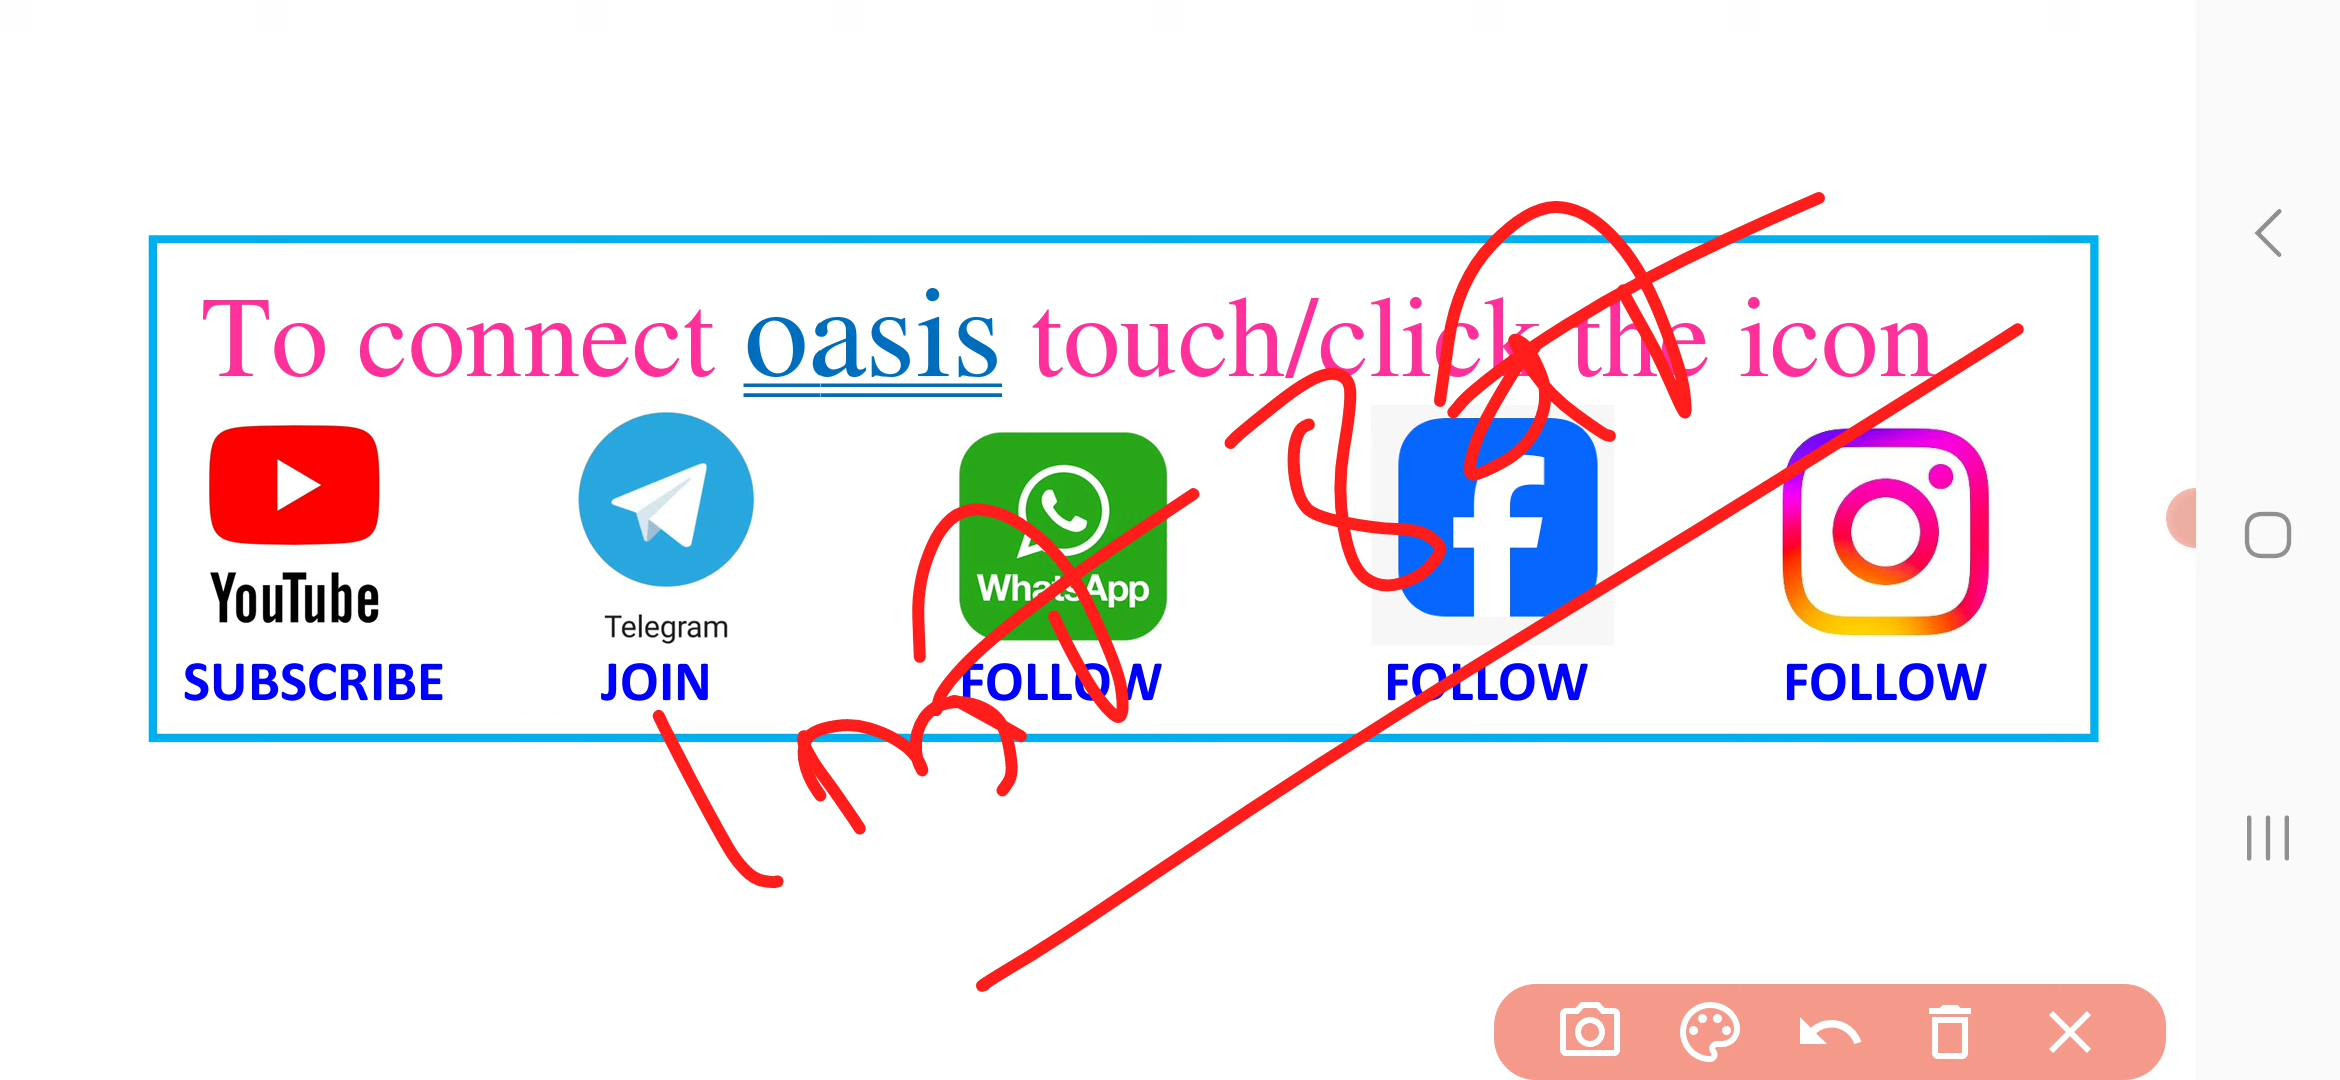 To connect oasis touch/click the icon
YouTube
Telegram
WhatsApp
SUBSCRIBE JOIN FOLLOW FOLLOW FOLLOW